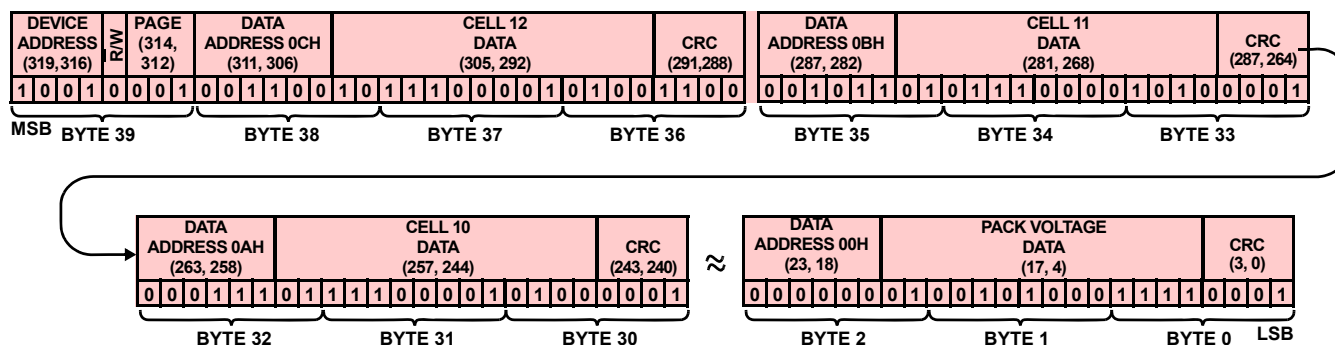 DEVICE
ADDRESS
(319,316)
R/W
PAGE
(314,
312)
DATA
ADDRESS 0CH
(311, 306)
CELL 12
DATA
(305, 292)
CRC
(291,288)
DATA
ADDRESS 0BH
(287, 282)
CELL 11
DATA
(281, 268)
CRC
(287, 264)
1 0 0 1 0 0 0 1 0 0 1 1 0 0 1 0 1 1 1 0 0 0 0 1 0 1 0 0 1 1 0 0
0 0 1 0 1 1 0 1 0 1 1 1 0 0 0 0 1 0 1 0 0 0 0 1
MSB BYTE 39 BYTE 38 BYTE 37 BYTE 36 BYTE 35 BYTE 34 BYTE 33
DATA
ADDRESS 0AH
(263, 258)
CELL 10
DATA
(257, 244)
CRC
(243, 240)
≈
DATA
ADDRESS 00H
(23, 18)
PACK VOLTAGE
DATA
(17, 4)
CRC
(3, 0)
0 0 0 1 1 1 0 1 1 1 1 0 0 0 0 1 0 1 0 0 0 0 0 1
0 0 0 0 0 0 0 1 0 0 1 0 1 0 0 0 1 1 1 1 0 0 0 1
BYTE 32 BYTE 31 BYTE 30 BYTE 2 BYTE 1 BYTE 0 LSB